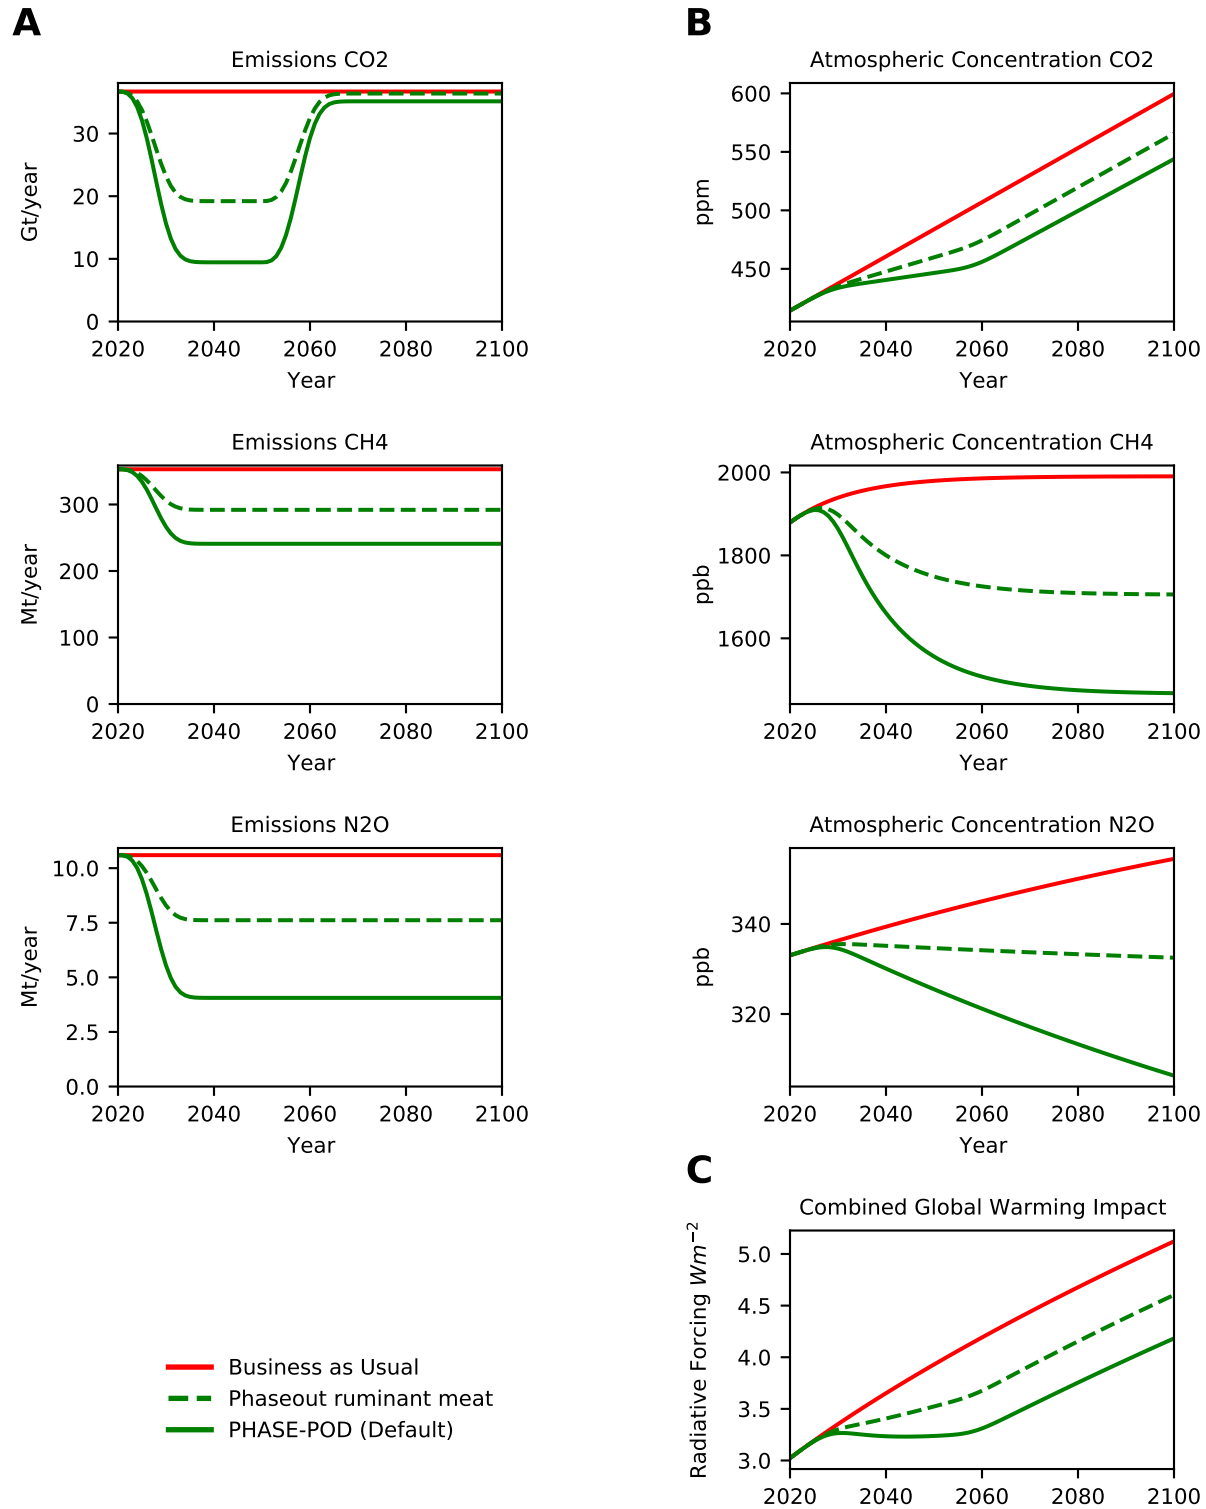 A
B
Emissions CO2
Atmospheric Concentration CO2
Gt/year
30
20
10
0
2020 2040 2060 2080 2100
Year
ppm
600
550
500
450
2020 2040 2060 2080 2100
Year
Emissions CH4
Atmospheric Concentration CH4
Mt/year
300
200
100
0
2020 2040 2060 2080 2100
Year
ppb
2000
1800
1600
2020 2040 2060 2080 2100
Year
Emissions N2O
Atmospheric Concentration N2O
Mt/year
10.0
7.5
5.0
2.5
0.0
2020 2040 2060 2080 2100
Year
ppb
340
320
2020 2040 2060 2080 2100
Year
C
Combined Global Warming Impact
Radiative Forcing Wm⁻²
5.0
4.5
4.0
3.5
3.0
2020 2040 2060 2080 2100
Business as Usual
Phaseout ruminant meat
PHASE-POD (Default)